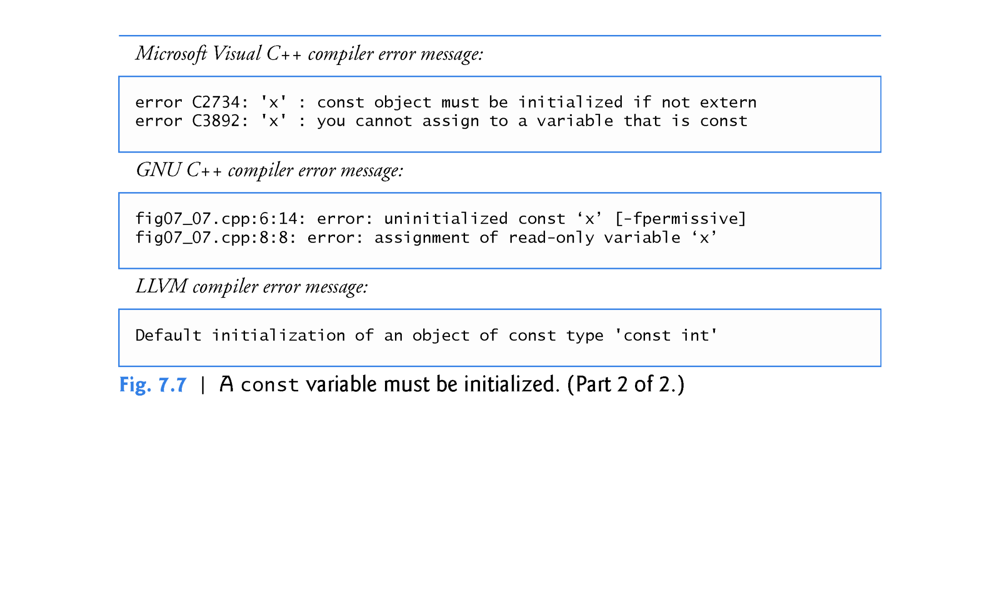 Microsoft Visual C++ compiler error message:
error C2734: 'x' : const object must be initialized if not extern
error C3892: 'x' : you cannot assign to a variable that is const
GNU C++ compiler error message:
fig07_07.cpp:6:14: error: uninitialized const ‘x’ [-fpermissive]
fig07_07.cpp:8:8: error: assignment of read-only variable ‘x’
LLVM compiler error message:
Default initialization of an object of const type 'const int'
Fig. 7.7 | A const variable must be initialized. (Part 2 of 2.)